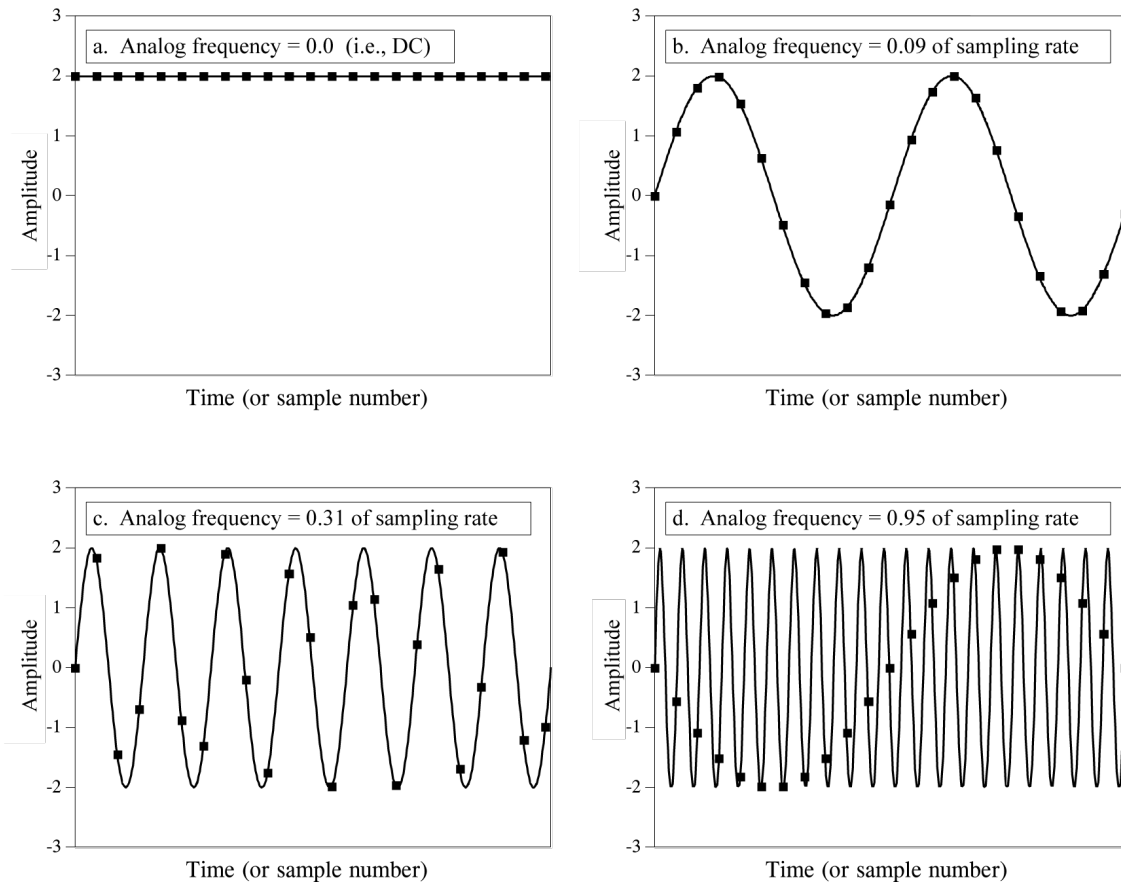 a. Analog frequency = 0.0 (i.e., DC)
3
2
1
0
-1
-2
-3
Amplitude
Time (or sample number)
b. Analog frequency = 0.09 of sampling rate
3
2
1
0
-1
-2
-3
Amplitude
Time (or sample number)
c. Analog frequency = 0.31 of sampling rate
3
2
1
0
-1
-2
-3
Amplitude
Time (or sample number)
d. Analog frequency = 0.95 of sampling rate
3
2
1
0
-1
-2
-3
Amplitude
Time (or sample number)